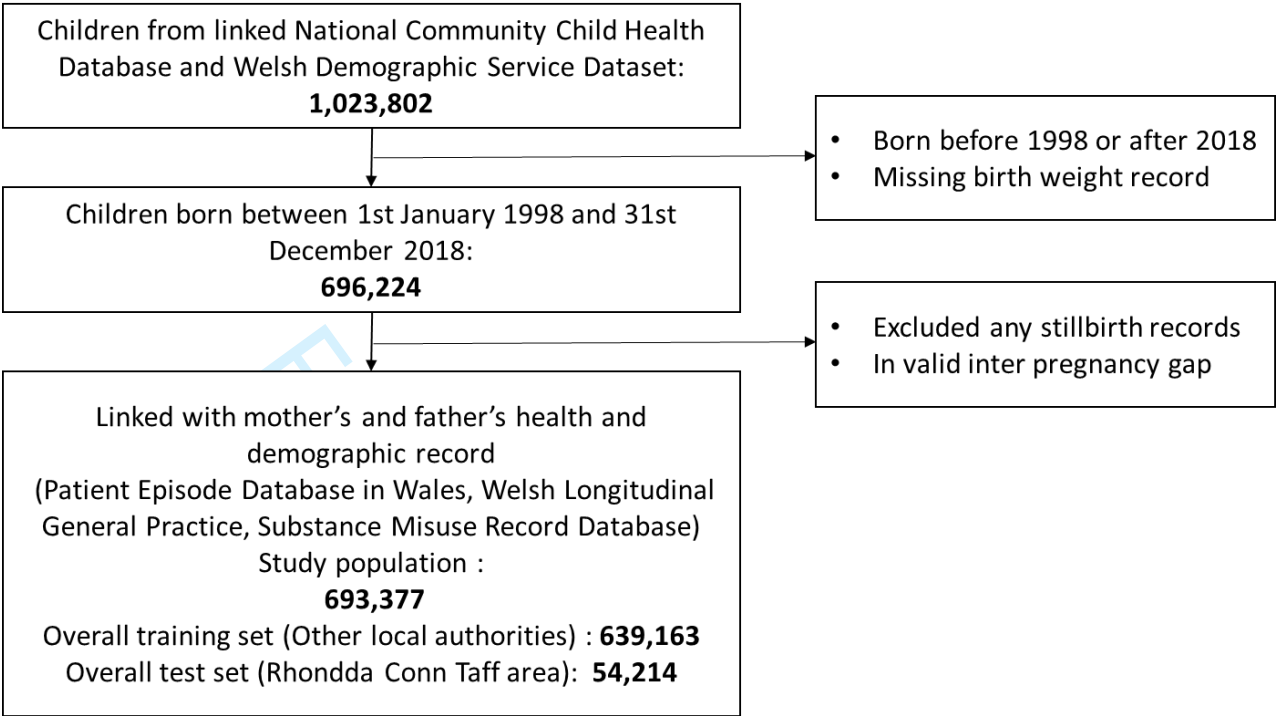 Children from linked National Community Child Health
Database and Welsh Demographic Service Dataset:
1,023,802
• Born before 1998 or after 2018
• Missing birth weight record
Children born between 1st January 1998 and 31st
December 2018:
696,224
• Excluded any stillbirth records
• In valid inter pregnancy gap
Linked with mother’s and father’s health and
demographic record
(Patient Episode Database in Wales, Welsh Longitudinal
General Practice, Substance Misuse Record Database)
Study population :
693,377
Overall training set (Other local authorities) : 639,163
Overall test set (Rhondda Conn Taff area): 54,214